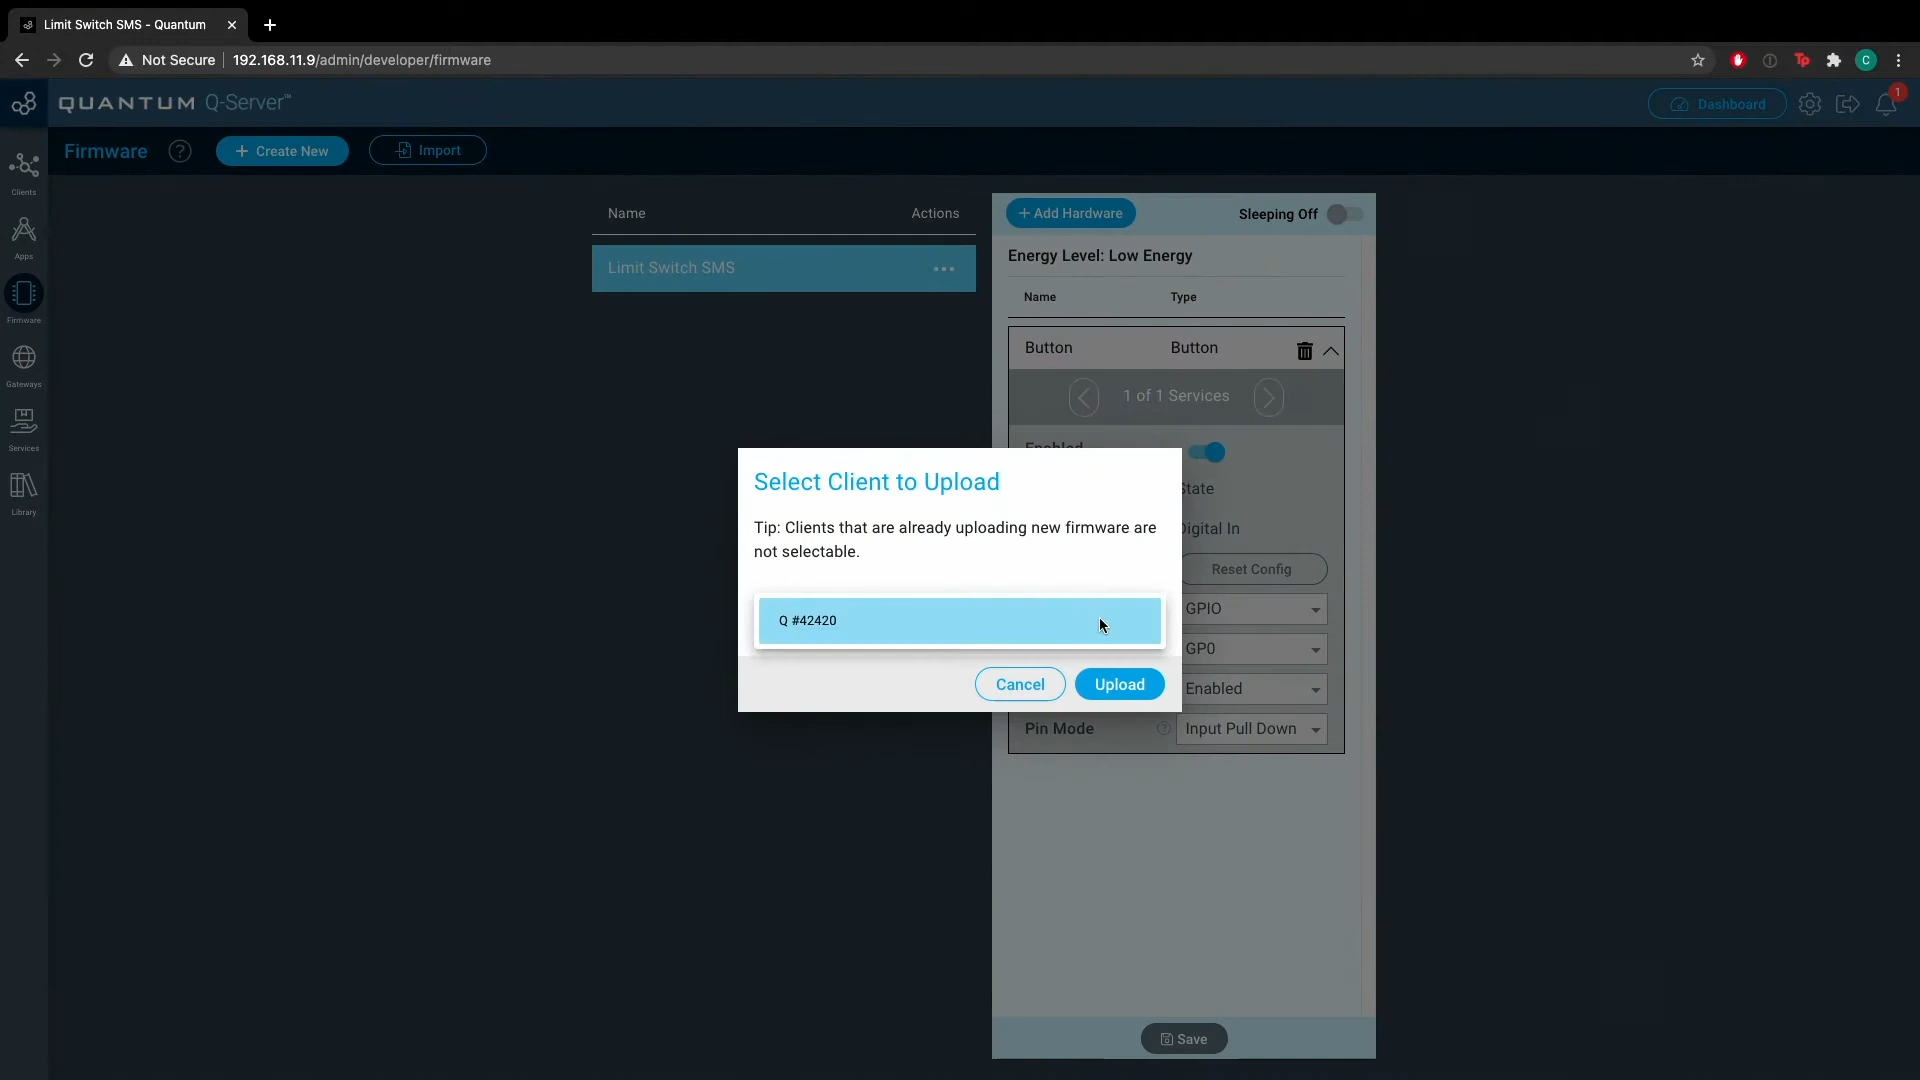 Limit Switch SMS - Quantum
Not Secure 192.168.11.9/admin/developer/firmware
C
QUANTUM Q-Server™
Dashboard
1
Firmware ? + Create New Import
Clients
Apps
Firmware
Gateways
Services
Library
Name Actions
Limit Switch SMS
+ Add Hardware Sleeping Off
Energy Level: Low Energy
Name Type
Button Button
1 of 1 Services
Enabled
State
Digital In
Reset Config
GPIO
GP0
Enabled
Pin Mode ? Input Pull Down
Save
Select Client to Upload
Tip: Clients that are already uploading new firmware are
not selectable.
Q #42420
Cancel Upload